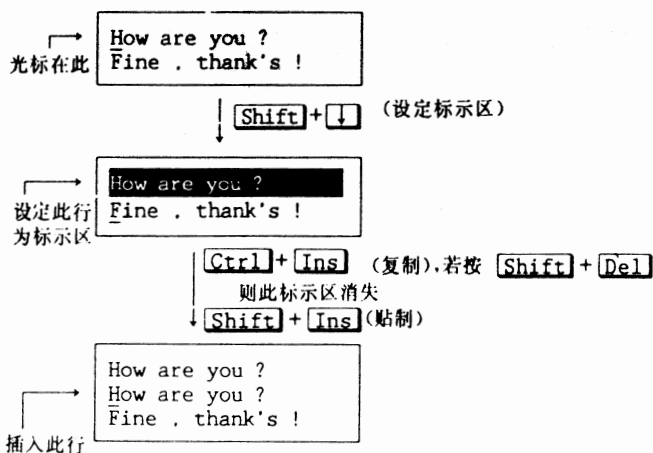 How are you ?
光标在此 Fine , thank's !
Shift + ↓ (设定标示区)
How are you ?
设定此行 Fine , thank's !
为标示区
Ctrl + Ins (复制),若按 Shift + Del
则此标示区消失
Shift + Ins (贴制)
How are you ?
How are you ?
Fine , thank's !
插入此行